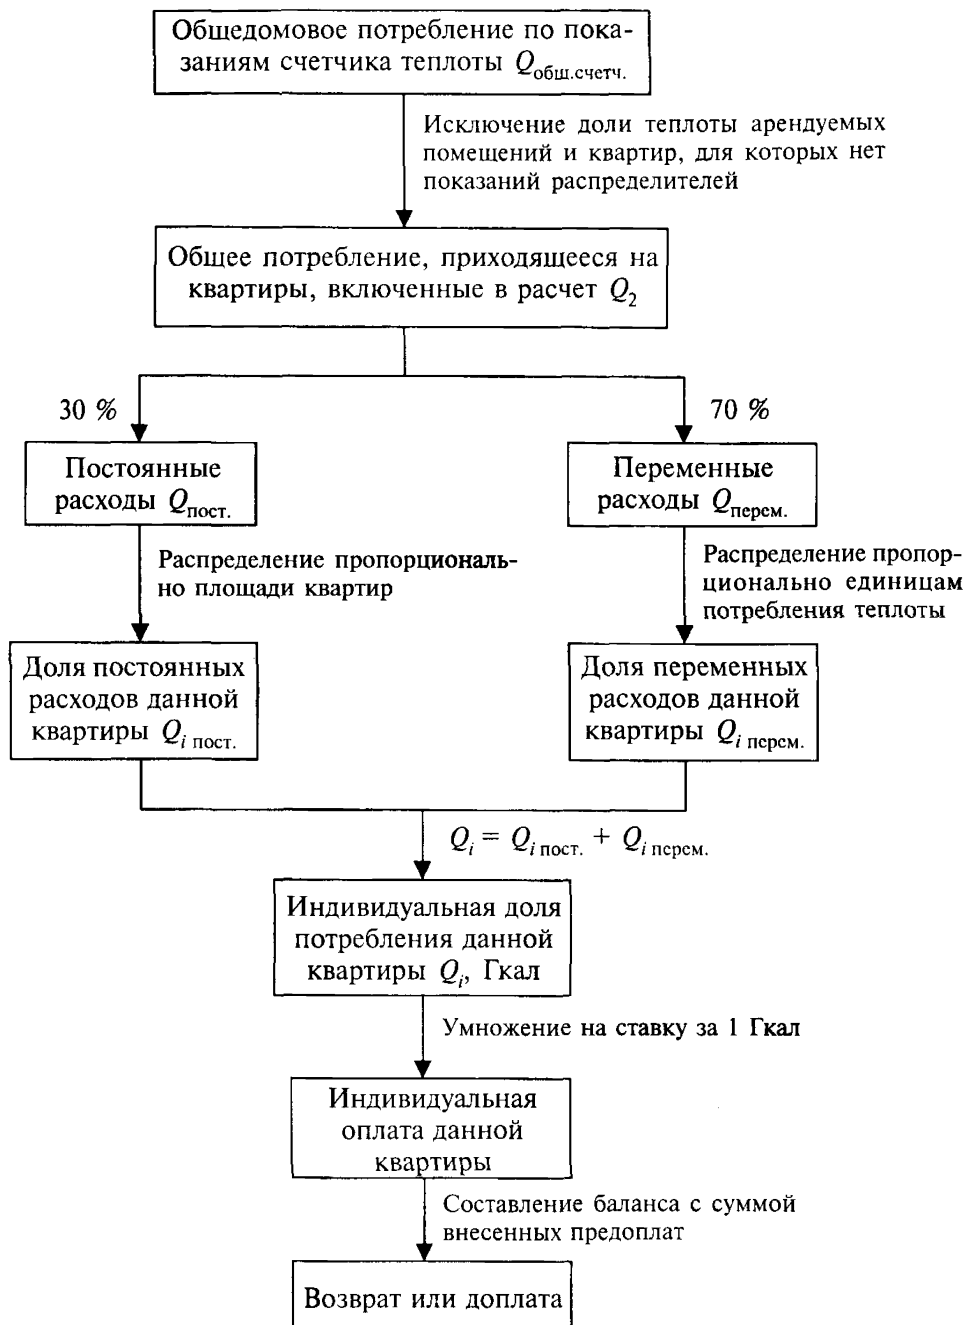 Общедомовое потребление по пока-
заниям счетчика теплоты Qобщ.счетч.
Исключение доли теплоты арендуемых
помещений и квартир, для которых нет
показаний распределителей
Общее потребление, приходящееся на
квартиры, включенные в расчет Q2
30 %
70 %
Постоянные
расходы Qпост.
Переменные
расходы Qперем.
Распределение пропорциональ-
но площади квартир
Распределение пропор-
ционально единицам
потребления теплоты
Доля постоянных
расходов данной
квартиры Qi пост.
Доля переменных
расходов данной
квартиры Qi перем.
Qi = Qi пост. + Qi перем.
Индивидуальная доля
потребления данной
квартиры Qi, Гкал
Умножение на ставку за 1 Гкал
Индивидуальная
оплата данной
квартиры
Составление баланса с суммой
внесенных предоплат
Возврат или доплата